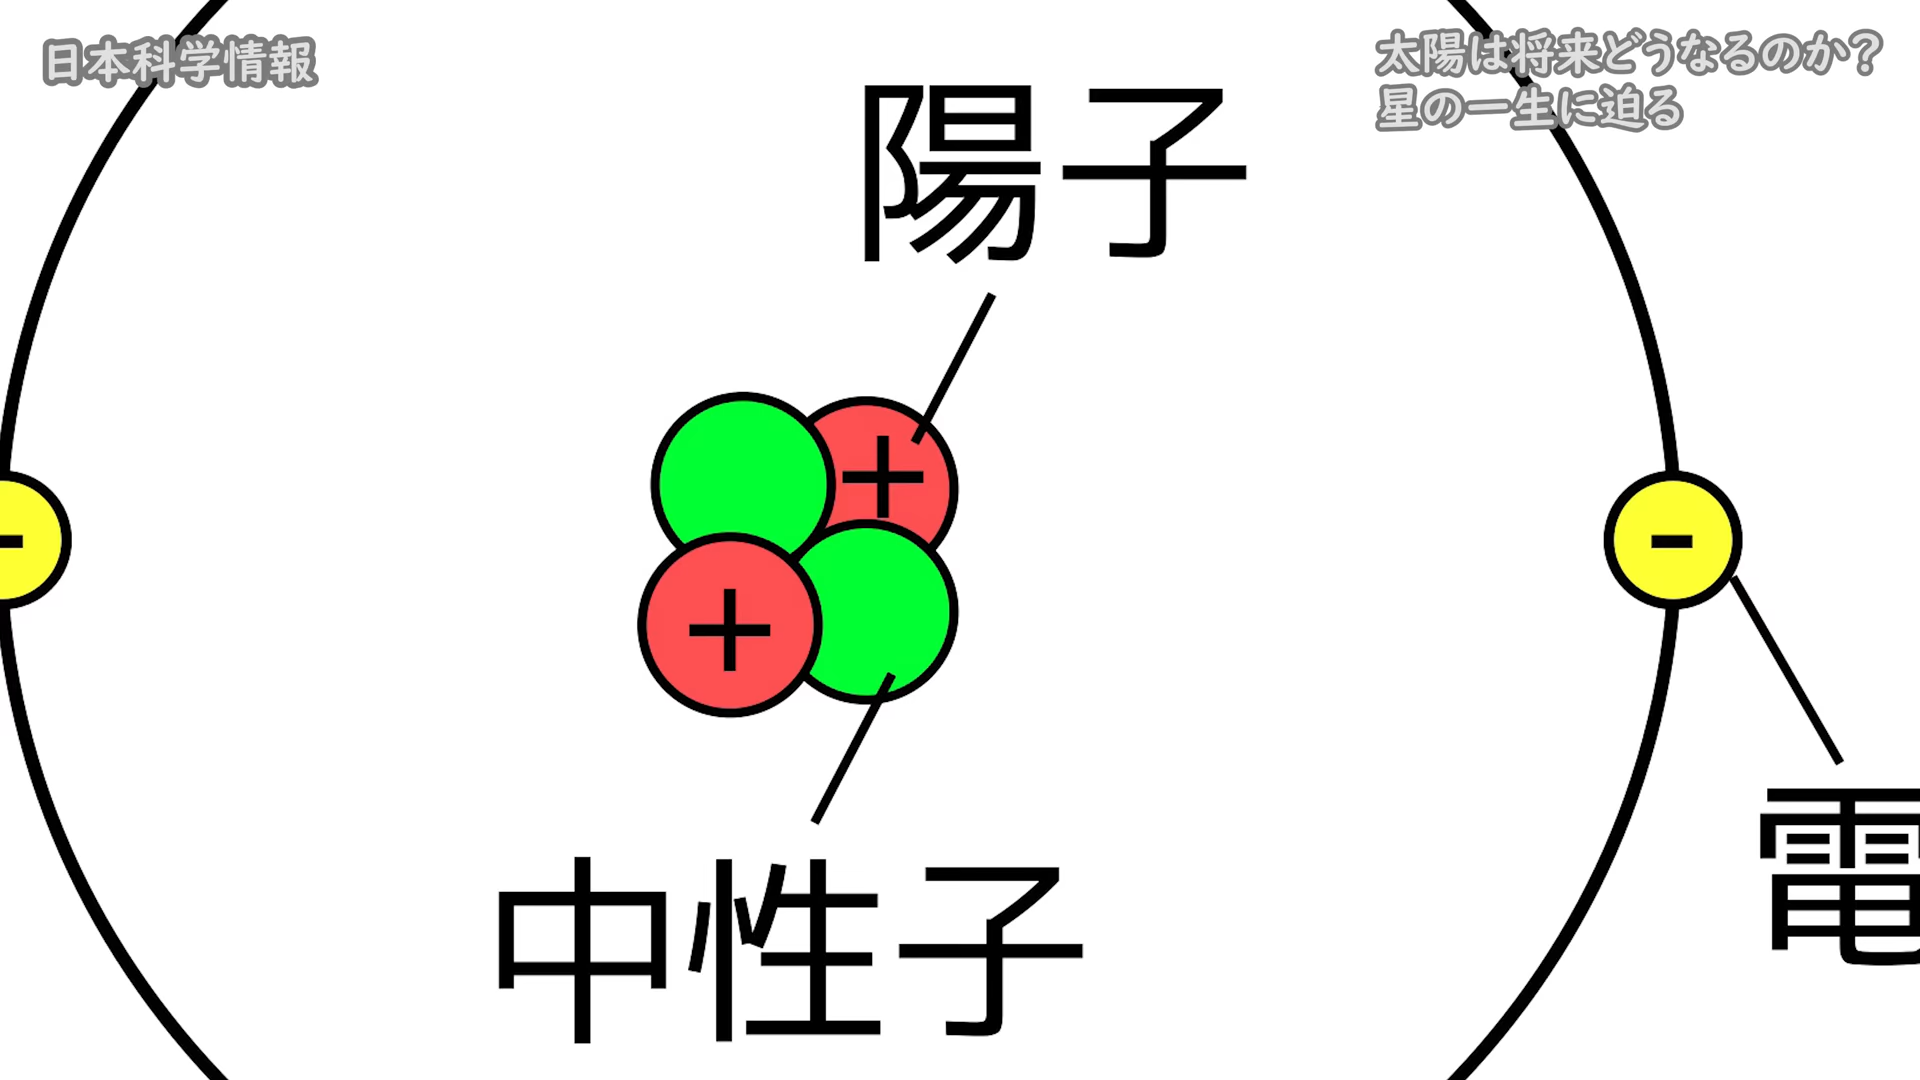 日本科学情報
太陽は将来どうなるのか?
星の一生に迫る
陽子
+
+
-
-
中性子
電